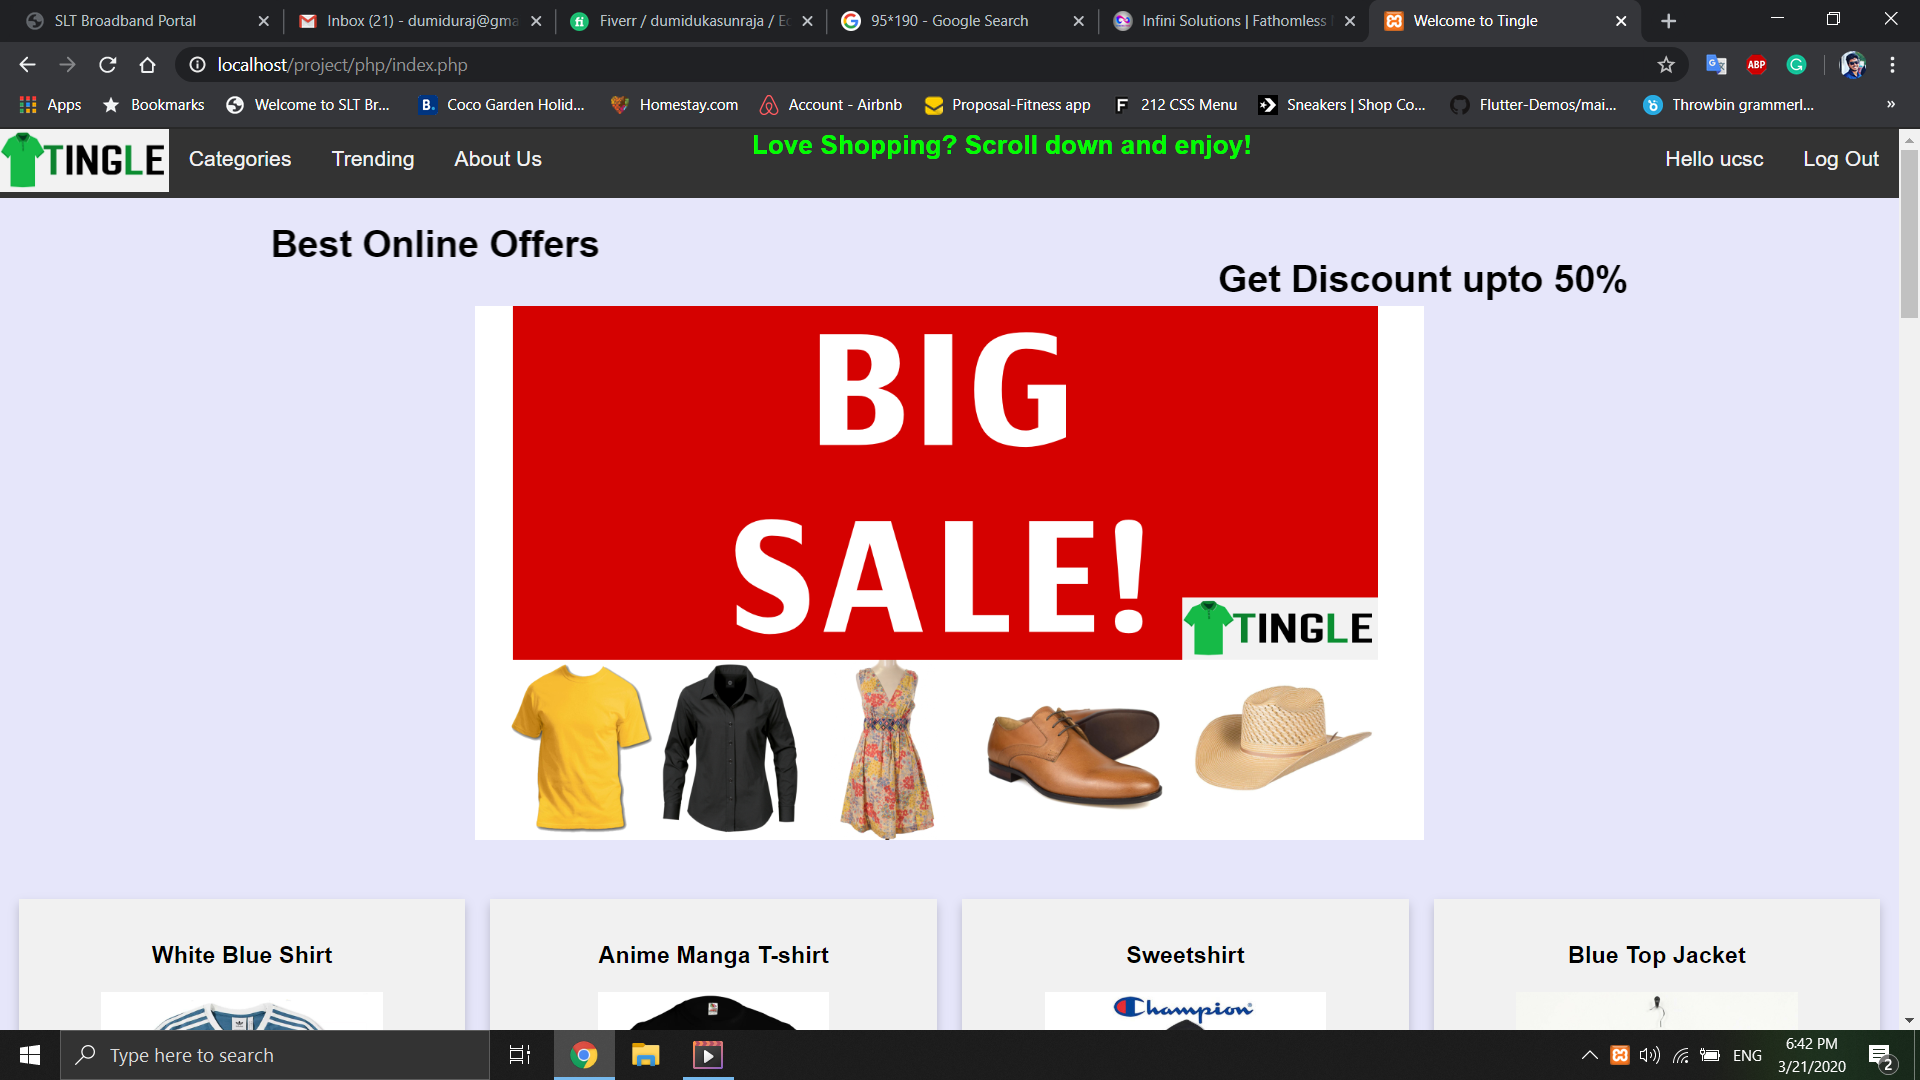 SLT Broadband Portal
Inbox (21) - dumiduraj@gma
Fiverr / dumidukasunraja / Ed
95*190 - Google Search
Infini Solutions | Fathomless
Welcome to Tingle
localhost/project/php/index.php
Apps
Bookmarks
Welcome to SLT Br...
Coco Garden Holid...
Homestay.com
Account - Airbnb
Proposal-Fitness app
212 CSS Menu
Sneakers | Shop Co...
Flutter-Demos/mai...
Throwbin grammerl...
»
TINGLE
Categories
Trending
About Us
Love Shopping? Scroll down and enjoy!
Hello ucsc
Log Out
Best Online Offers
Get Discount upto 50%
BIG
SALE!
TINGLE
White Blue Shirt
Anime Manga T-shirt
Sweetshirt
Blue Top Jacket
Champion
Type here to search
ENG
6:42 PM
3/21/2020
2